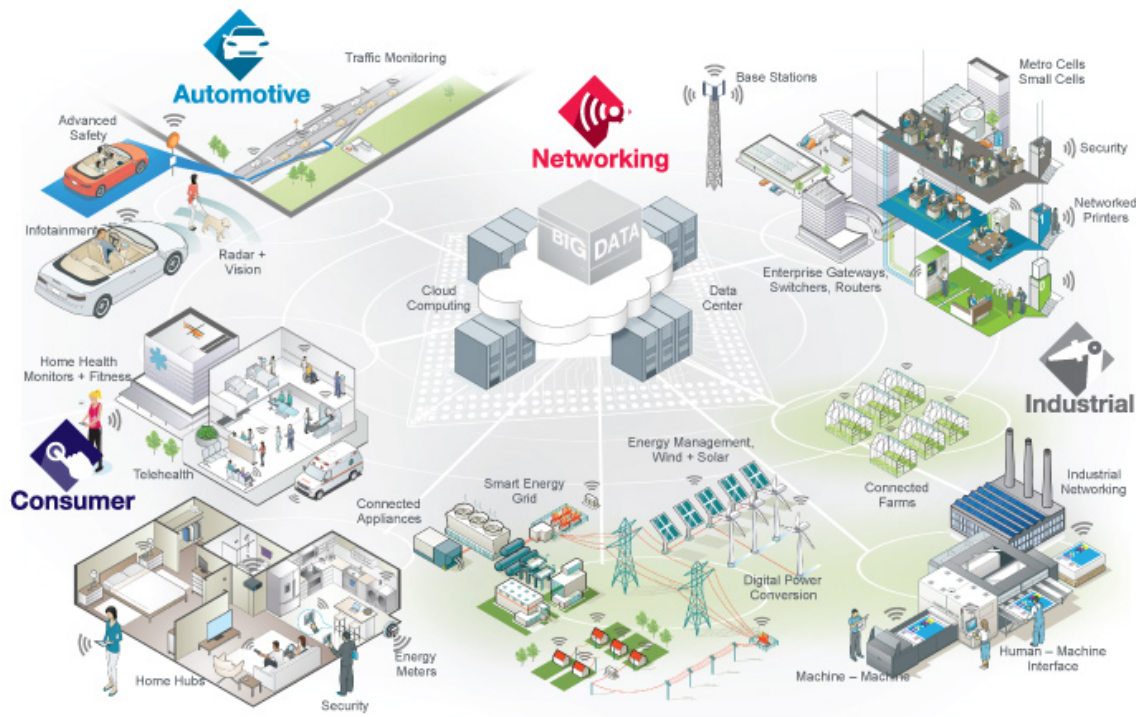 Automotive
Traffic Monitoring
Advanced
Safety
Infotainment
Radar +
Vision
Networking
Base Stations
Metro Cells
Small Cells
Security
Networked
Printers
Enterprise Gateways,
Switchers, Routers
BIG DATA
Cloud
Computing
Data
Center
Industrial
Home Health
Monitors + Fitness
Consumer
Telehealth
Connected
Appliances
Smart Energy
Grid
Energy Management,
Wind + Solar
Connected
Farms
Industrial
Networking
Digital Power
Conversion
Home Hubs
Security
Energy
Meters
Machine – Machine
Human – Machine
Interface